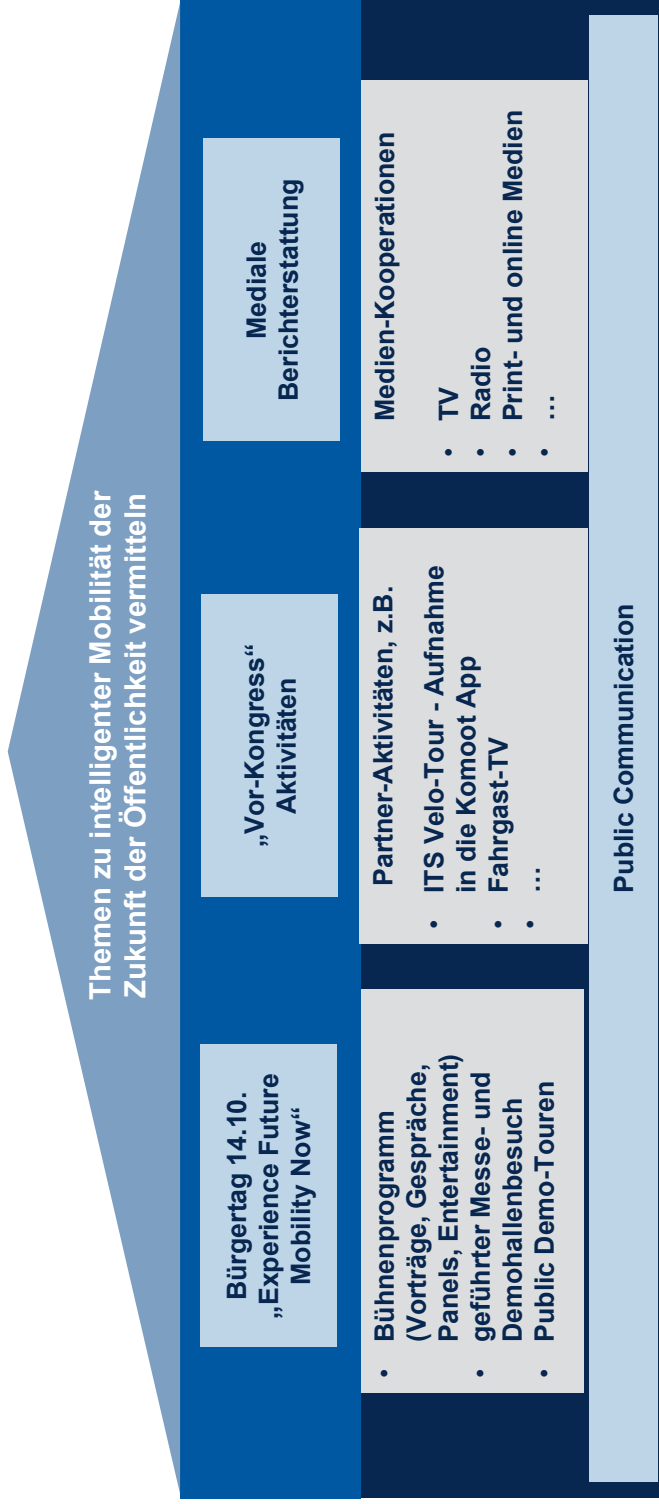 Themen zu intelligenter Mobilität der
Zukunft der Öffentlichkeit vermitteln
Bürgertag 14.10.
„Experience Future
Mobility Now“
„Vor-Kongress“
Aktivitäten
Mediale
Berichterstattung
• Bühnenprogramm
(Vorträge, Gespräche,
Panels, Entertainment)
• geführter Messe- und
Demohallenbesuch
• Public Demo-Touren
Partner-Aktivitäten, z.B.
• ITS Velo-Tour - Aufnahme
in die Komoot App
• Fahrgast-TV
• …
Medien-Kooperationen
• TV
• Radio
• Print- und online Medien
• …
Public Communication